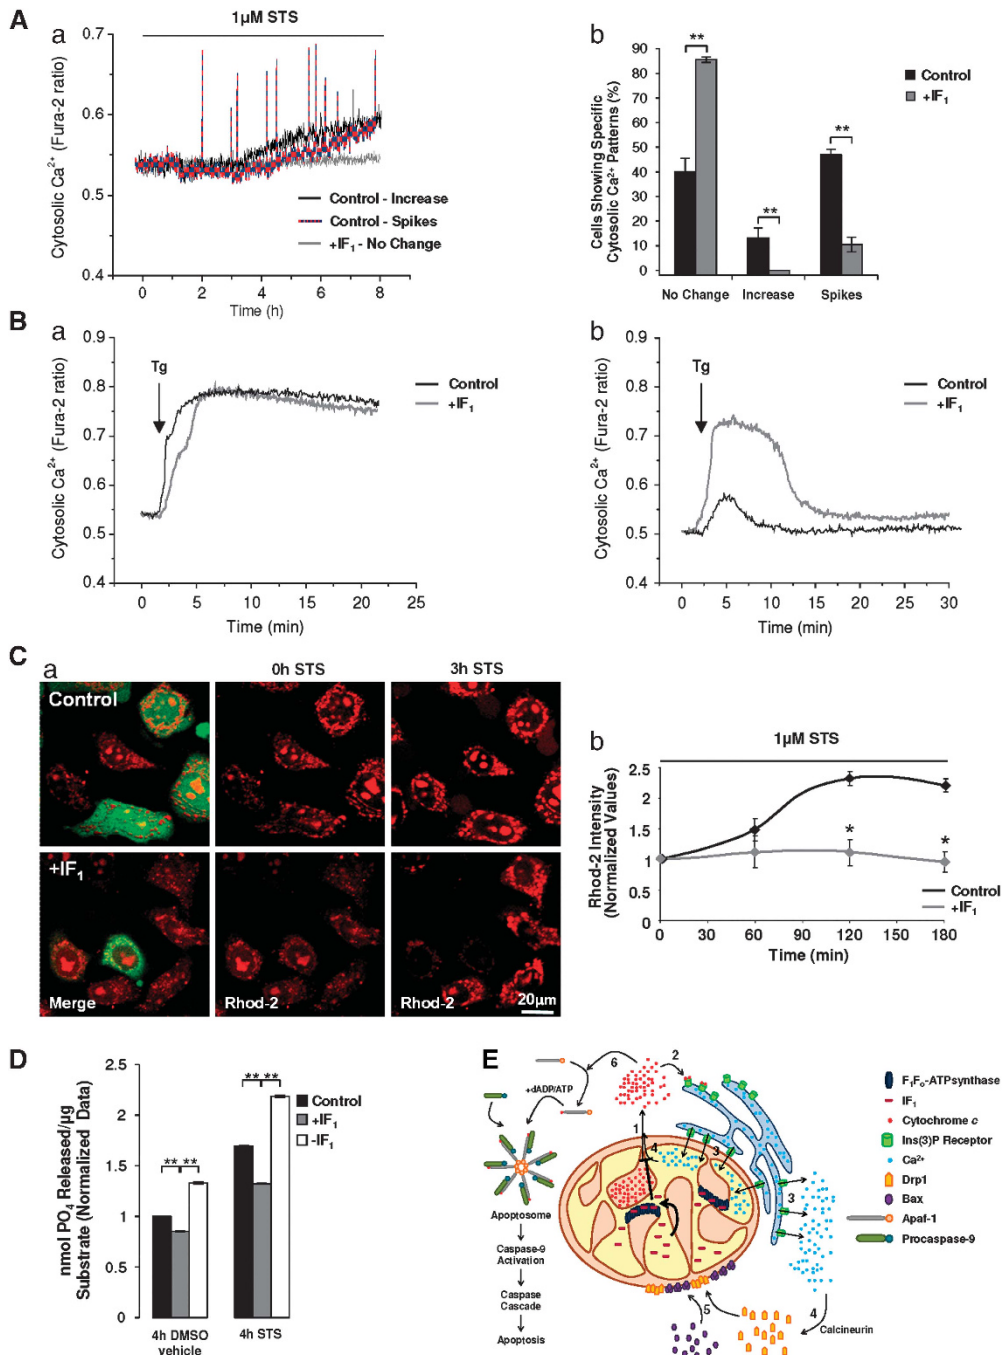 A
a
1µM STS
Cytosolic Ca²⁺ (Fura-2 ratio)
0.7
0.6
0.5
0.4
0
2
4
6
8
Time (h)
Control - Increase
Control - Spikes
+IF₁ - No Change
b
Cells Showing Specific
Cytosolic Ca²⁺ Patterns (%)
90
80
70
60
50
40
30
20
10
0
**
**
**
No Change
Increase
Spikes
Control
+IF₁
B
a
Cytosolic Ca²⁺ (Fura-2 ratio)
0.9
0.8
0.7
0.6
0.5
0.4
Tg
Control
+IF₁
0
5
10
15
20
25
Time (min)
b
Cytosolic Ca²⁺ (Fura-2 ratio)
0.9
0.8
0.7
0.6
0.5
0.4
Tg
Control
+IF₁
0
5
10
15
20
25
30
Time (min)
C
a
0h STS
3h STS
Control
+IF₁
Merge
Rhod-2
Rhod-2
20µm
b
1µM STS
Rhod-2 Intensity
(Normalized Values)
2.5
2
1.5
1
0.5
0
*
*
Control
+IF₁
0
30
60
90
120
150
180
Time (min)
D
nmol PO₄ Released/µg
Substrate (Normalized Data)
2.5
2
1.5
1
0.5
0
** **
** **
Control
+IF₁
-IF₁
4h DMSO
vehicle
4h STS
E
6
2
+dADP/ATP
1
4
3
3
5
4
Calcineurin
Apoptosome
Caspase-9
Activation
Caspase
Cascade
Apoptosis
F₁F₀-ATPsynthase
IF₁
Cytochrome c
Ins(3)P Receptor
Ca²⁺
Drp1
Bax
Apaf-1
Procaspase-9